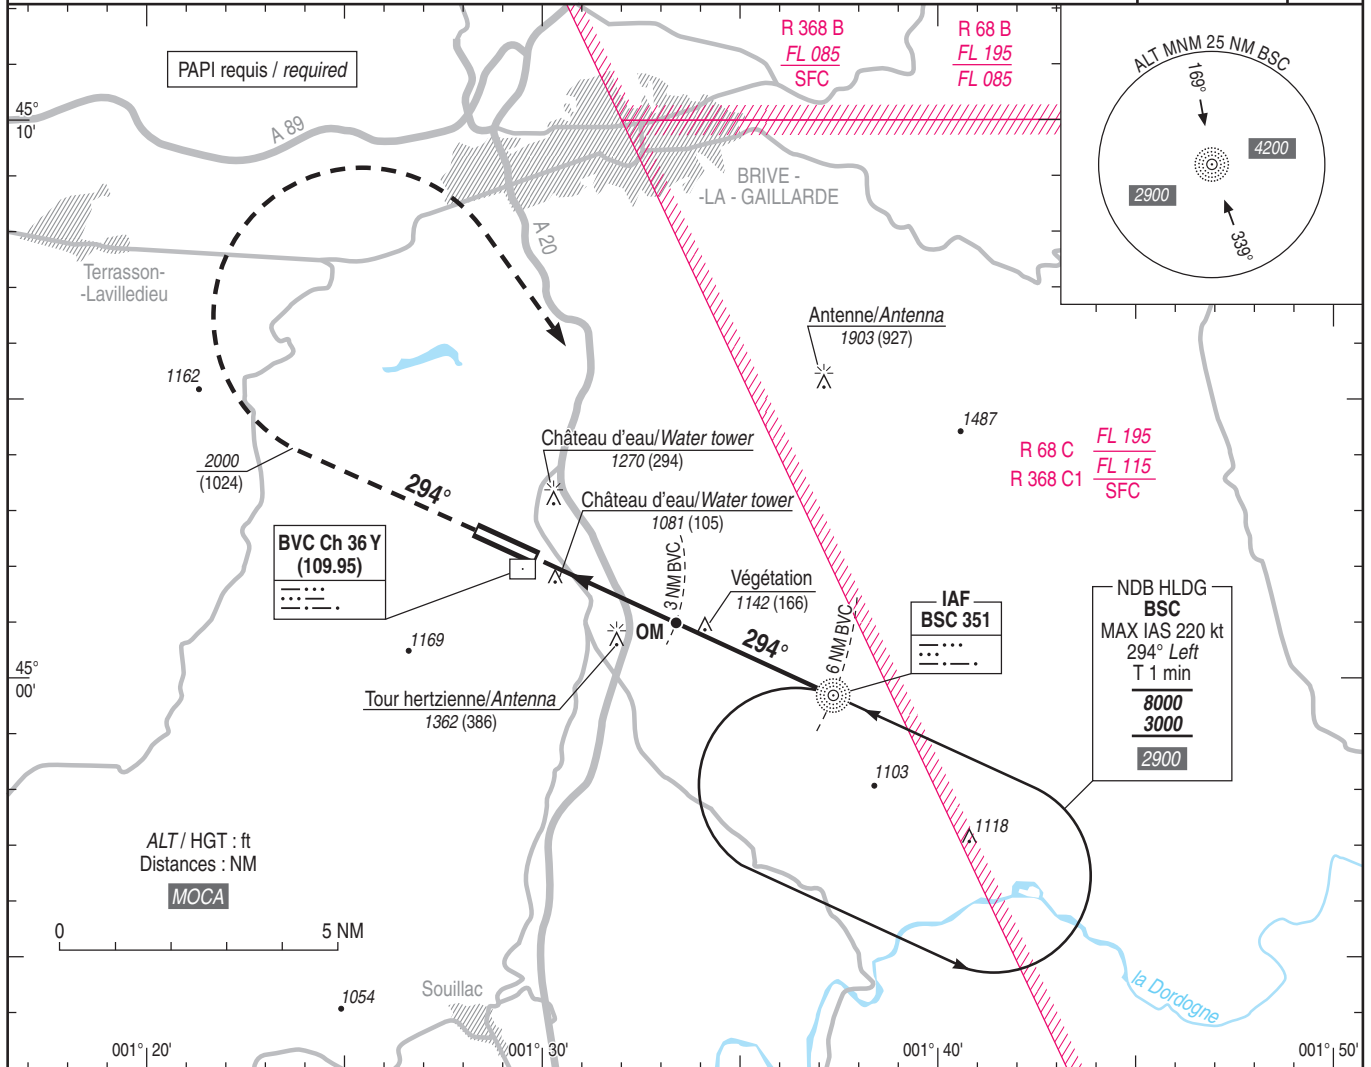 PAPI requis / required
R 368 B
FL 085
SFC
R 68 B
FL 195
FL 085
ALT MNM 25 NM BSC
169°
4200
2900
339°
45°
10'
A 89
BRIVE -
-LA - GAILLARDE
A 20
Terrasson-
-Lavilledieu
Antenne/Antenna
1903 (927)
1162
1487
R 68 C
FL 195
R 368 C1
FL 115
SFC
Château d'eau/Water tower
1270 (294)
2000
(1024)
294°
Château d'eau/Water tower
1081 (105)
BVC Ch 36 Y
(109.95)
3 NM BVC
Végétation
1142 (166)
NDB HLDG
BSC
MAX IAS 220 kt
294° Left
T 1 min
8000
3000
2900
IAF
BSC 351
OM
294°
6 NM BVC
1169
45°
00'
Tour hertzienne/Antenna
1362 (386)
1103
1118
ALT / HGT : ft
Distances : NM
MOCA
0
5 NM
1054
Souillac
la Dordogne
001° 20'
001° 30'
001° 40'
001° 50'